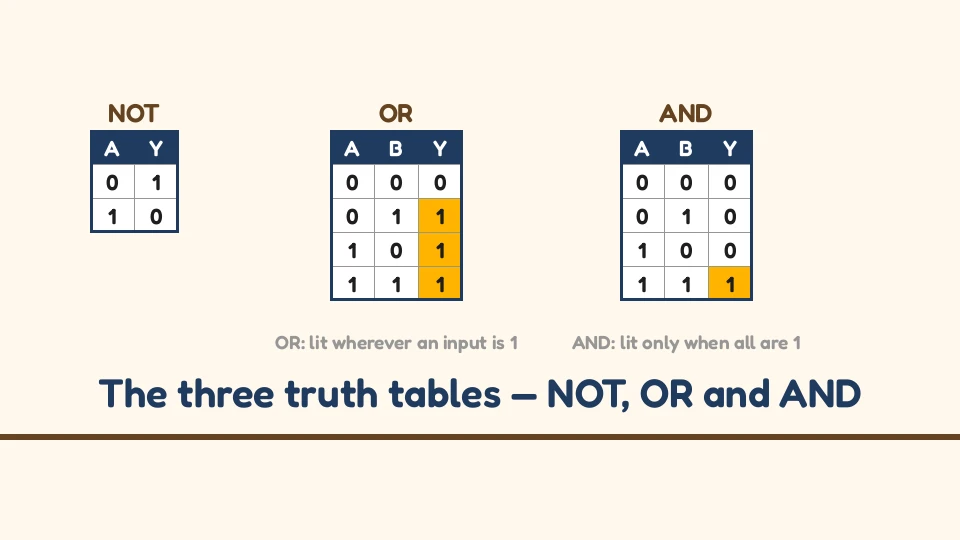 NOT
A Y
0 1
1 0
OR
A B Y
0 0 0
0 1 1
1 0 1
1 1 1
AND
A B Y
0 0 0
0 1 0
1 0 0
1 1 1
OR: lit wherever an input is 1
AND: lit only when all are 1
The three truth tables – NOT, OR and AND